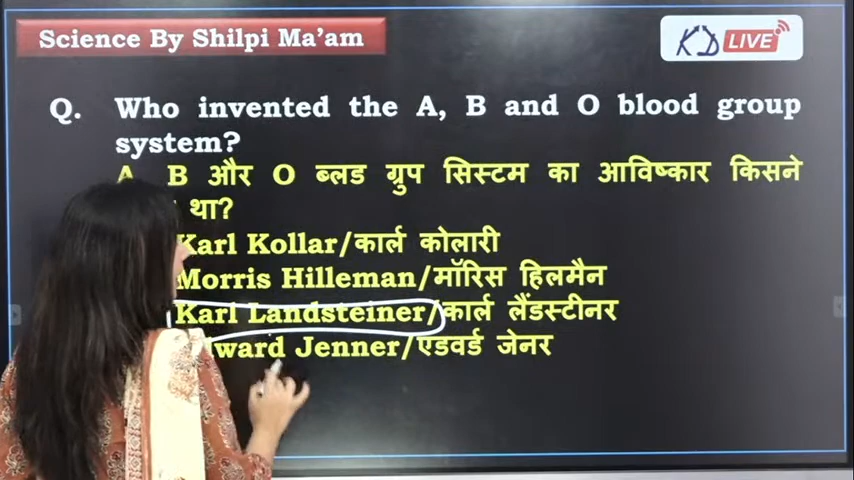 Science By Shilpi Ma'am
KD LIVE
Q. Who invented the A, B and O blood group
system?
A B और O ब्लड ग्रुप सिस्टम का आविष्कार किसने
था?
Karl Kollar/कार्ल कोलारी
Morris Hilleman/मॉरिस हिलमैन
Karl Landsteiner/कार्ल लैंडस्टीनर
Jenner/एडवर्ड जेनर